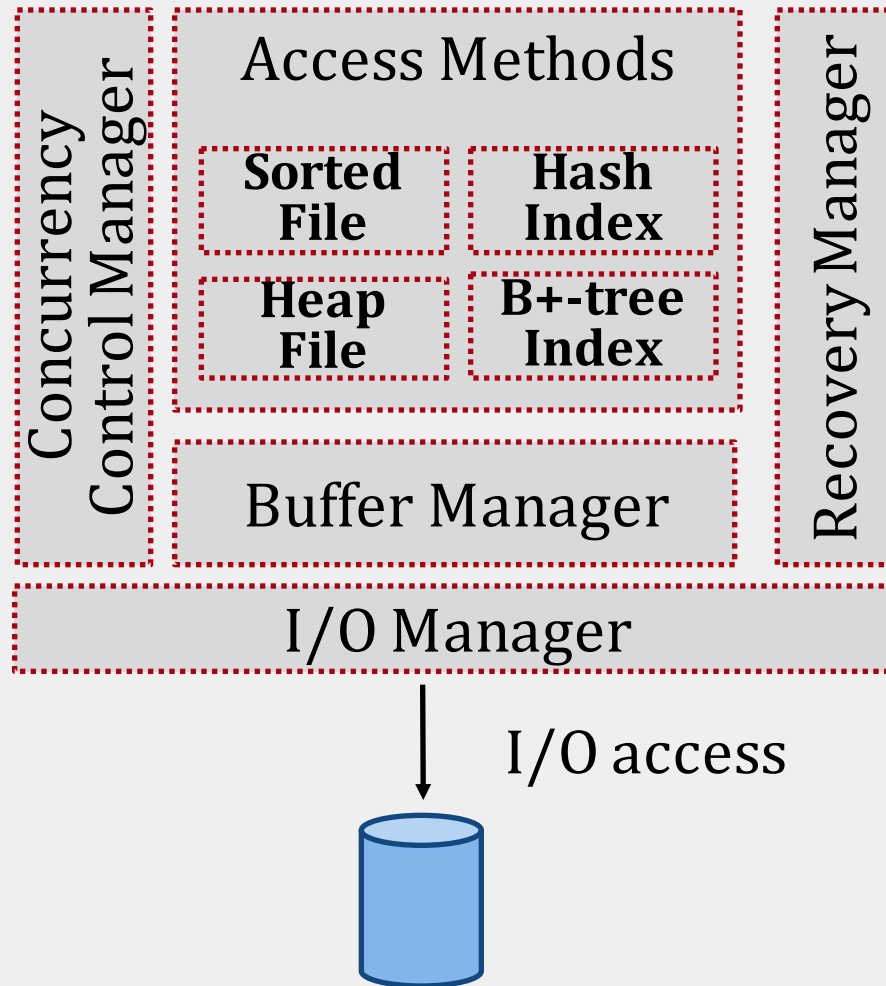 Concurrency
Control Manager
Access Methods
Sorted
File
Hash
Index
Heap
File
B+-tree
Index
Buffer Manager
Recovery Manager
I/O Manager
I/O access